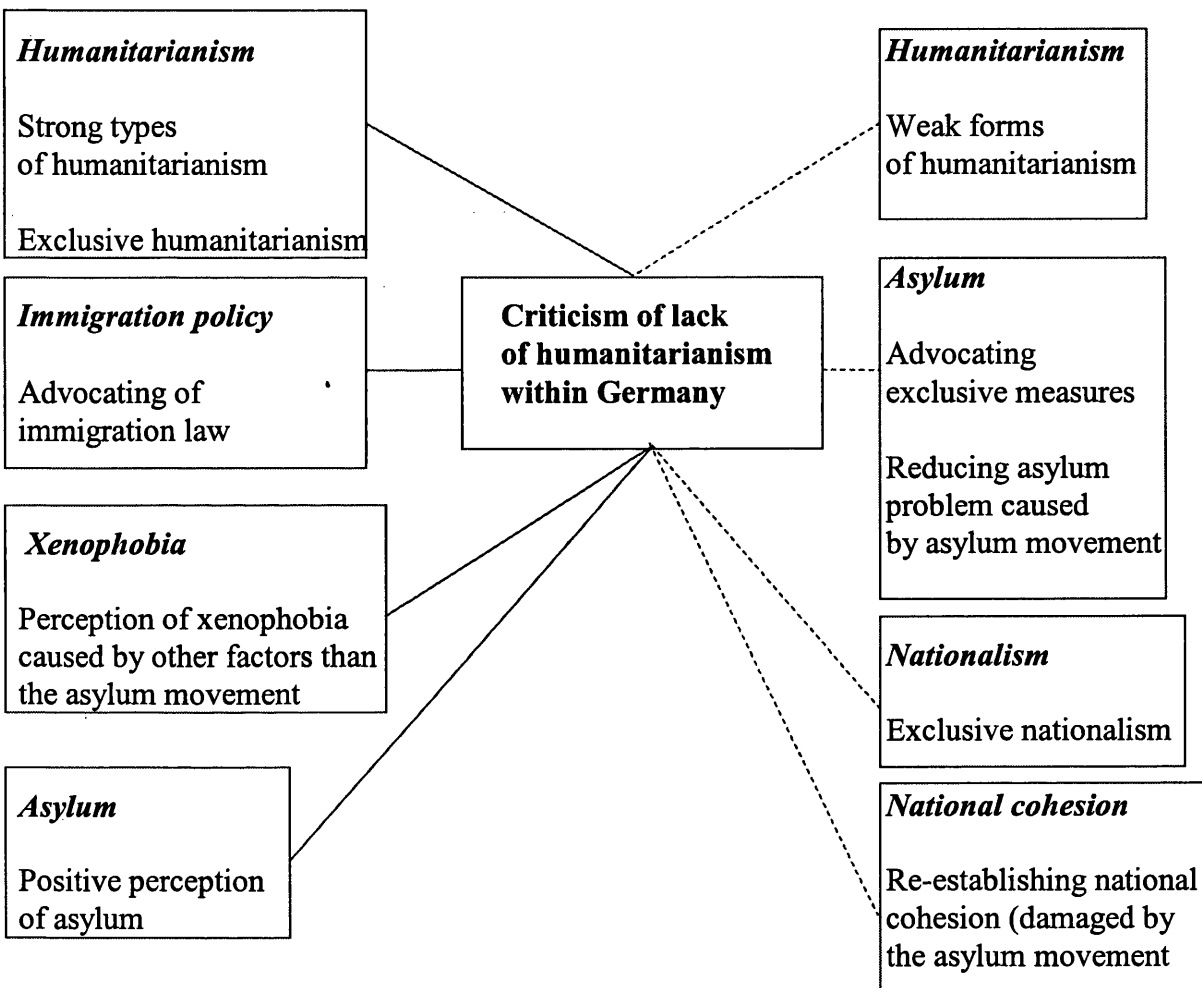 Humanitarianism
Strong types
of humanitarianism
Exclusive humanitarianism
Immigration policy
Advocating of
immigration law
Xenophobia
Perception of xenophobia
caused by other factors than
the asylum movement
Asylum
Positive perception
of asylum
Criticism of lack
of humanitarianism
within Germany
Humanitarianism
Weak forms
of humanitarianism
Asylum
Advocating
exclusive measures
Reducing asylum
problem caused
by asylum movement
Nationalism
Exclusive nationalism
National cohesion
Re-establishing national
cohesion (damaged by
the asylum movement